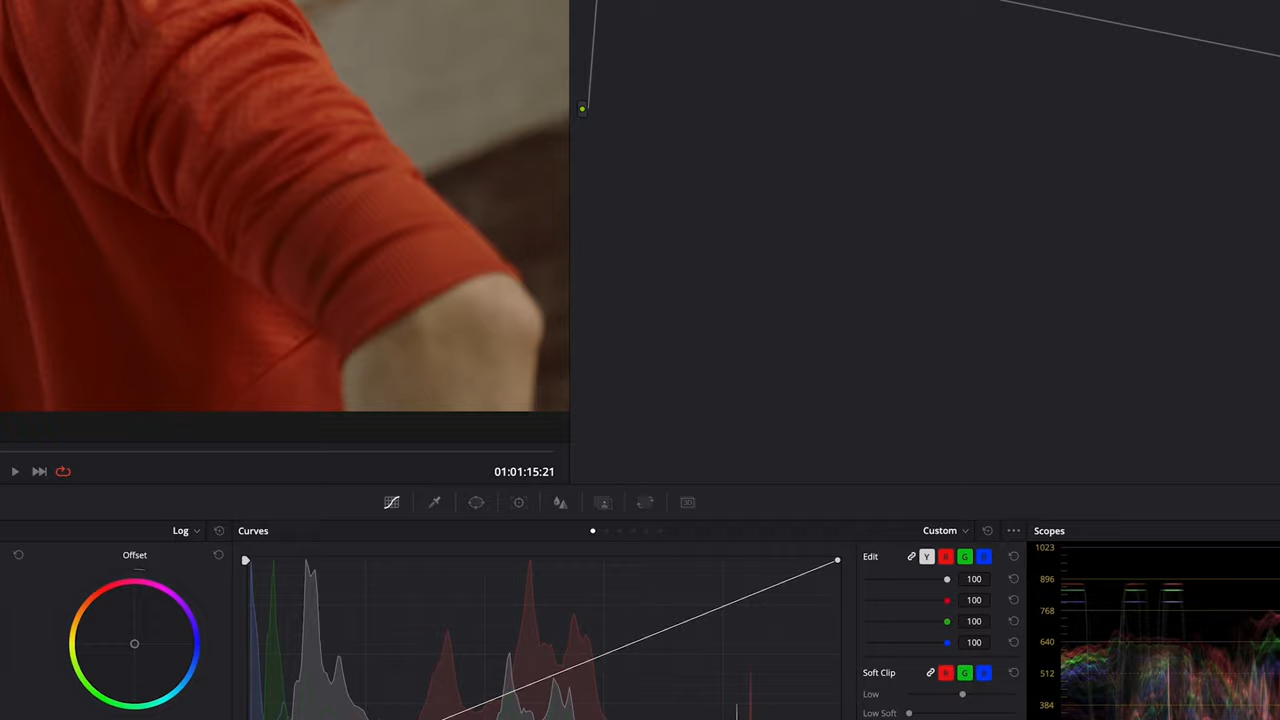 01:01:15:21
3D
Log
Curves
Custom
Scopes
Offset
Edit
Y R G B
100
100
100
100
Soft Clip
R G B
Low
Low Soft
1023
896
768
640
512
384